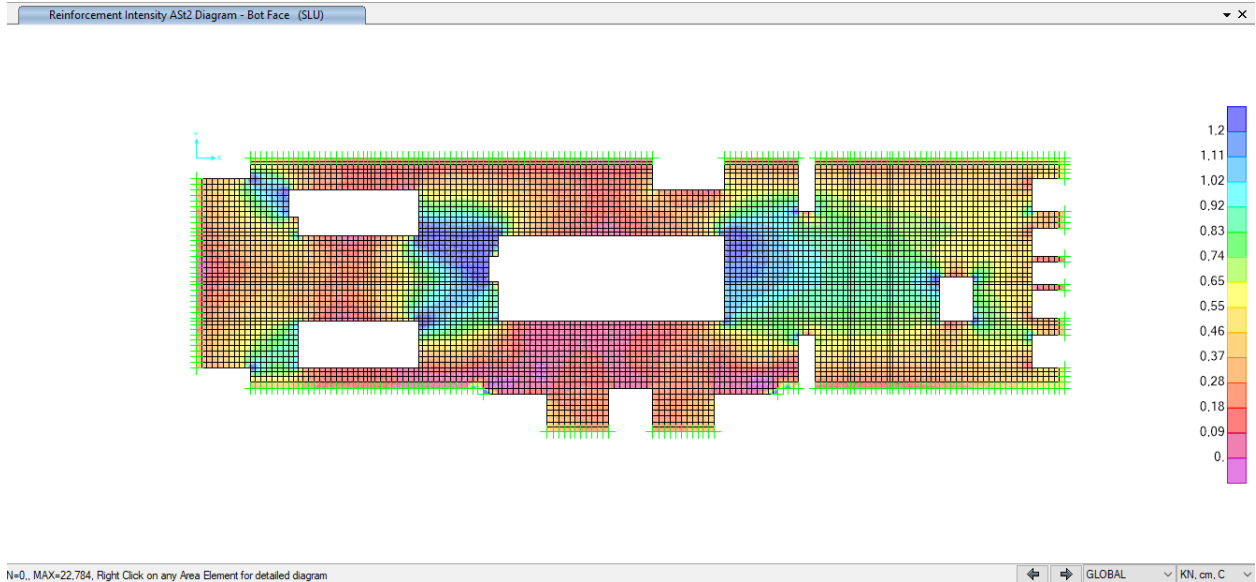 Reinforcement Intensity ASt2 Diagram - Bot Face (SLU)
Y
X
1,2
1,11
1,02
0,92
0,83
0,74
0,65
0,55
0,46
0,37
0,28
0,18
0,09
0,
N=0,, MAX=22,784, Right Click on any Area Element for detailed diagram
GLOBAL
KN, cm, C